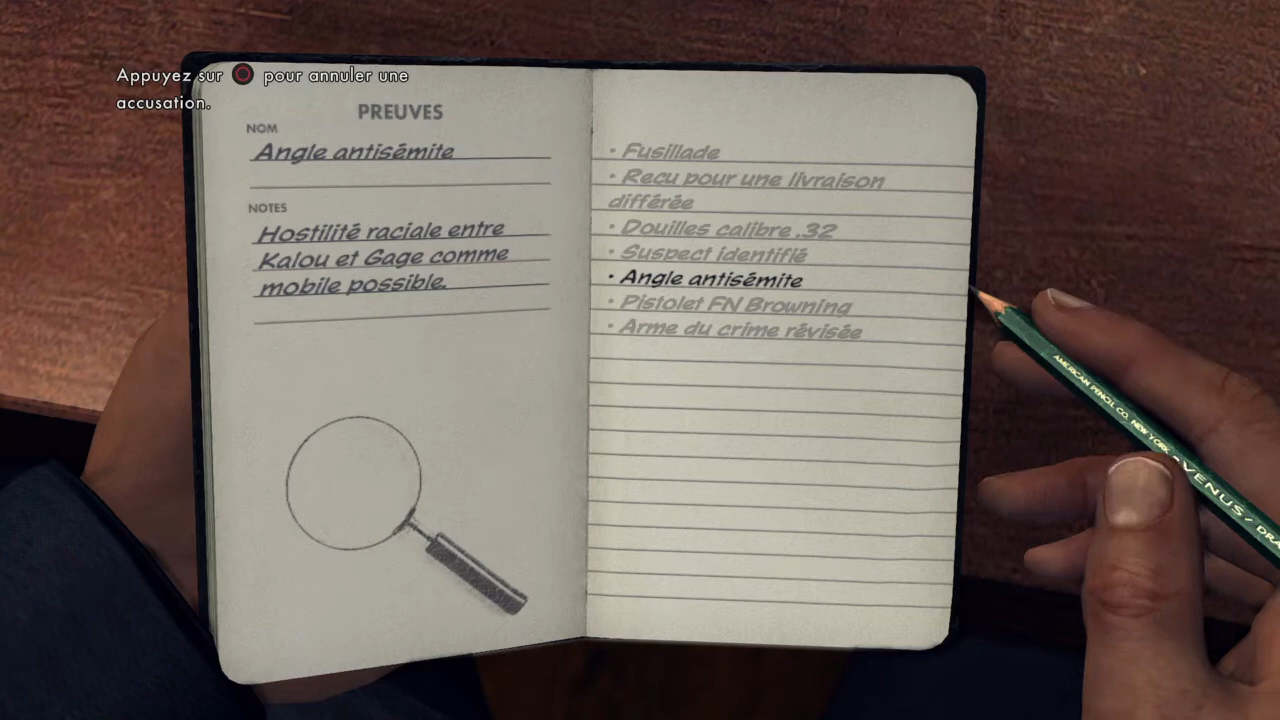 Appuyez sur pour annuler une
accusation.
PREUVES
NOM
Angle antisémite
NOTES
Hostilité raciale entre
Kalou et Gage comme
mobile possible.
• Fusillade
• Reçu pour une livraison
différée
• Douilles calibre .32
• Suspect identifié
• Angle antisémite
• Pistolet FN Browning
• Arme du crime révisée
AMERICAN PENCIL CO. NEW YORK VENUS / DRA